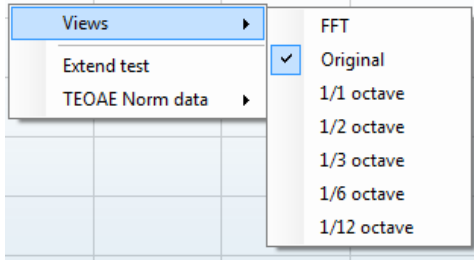 Views
Extend test
TEOAE Norm data
FFT
Original
1/1 octave
1/2 octave
1/3 octave
1/6 octave
1/12 octave